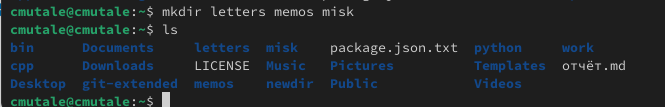 cmutale@cmutale:~$ mkdir letters memos misk
cmutale@cmutale:~$ ls
bin Documents letters misk package.json.txt python work
cpp Downloads LICENSE Music Pictures Templates отчёт.md
Desktop git-extended memos newdir Public Videos
cmutale@cmutale:~$